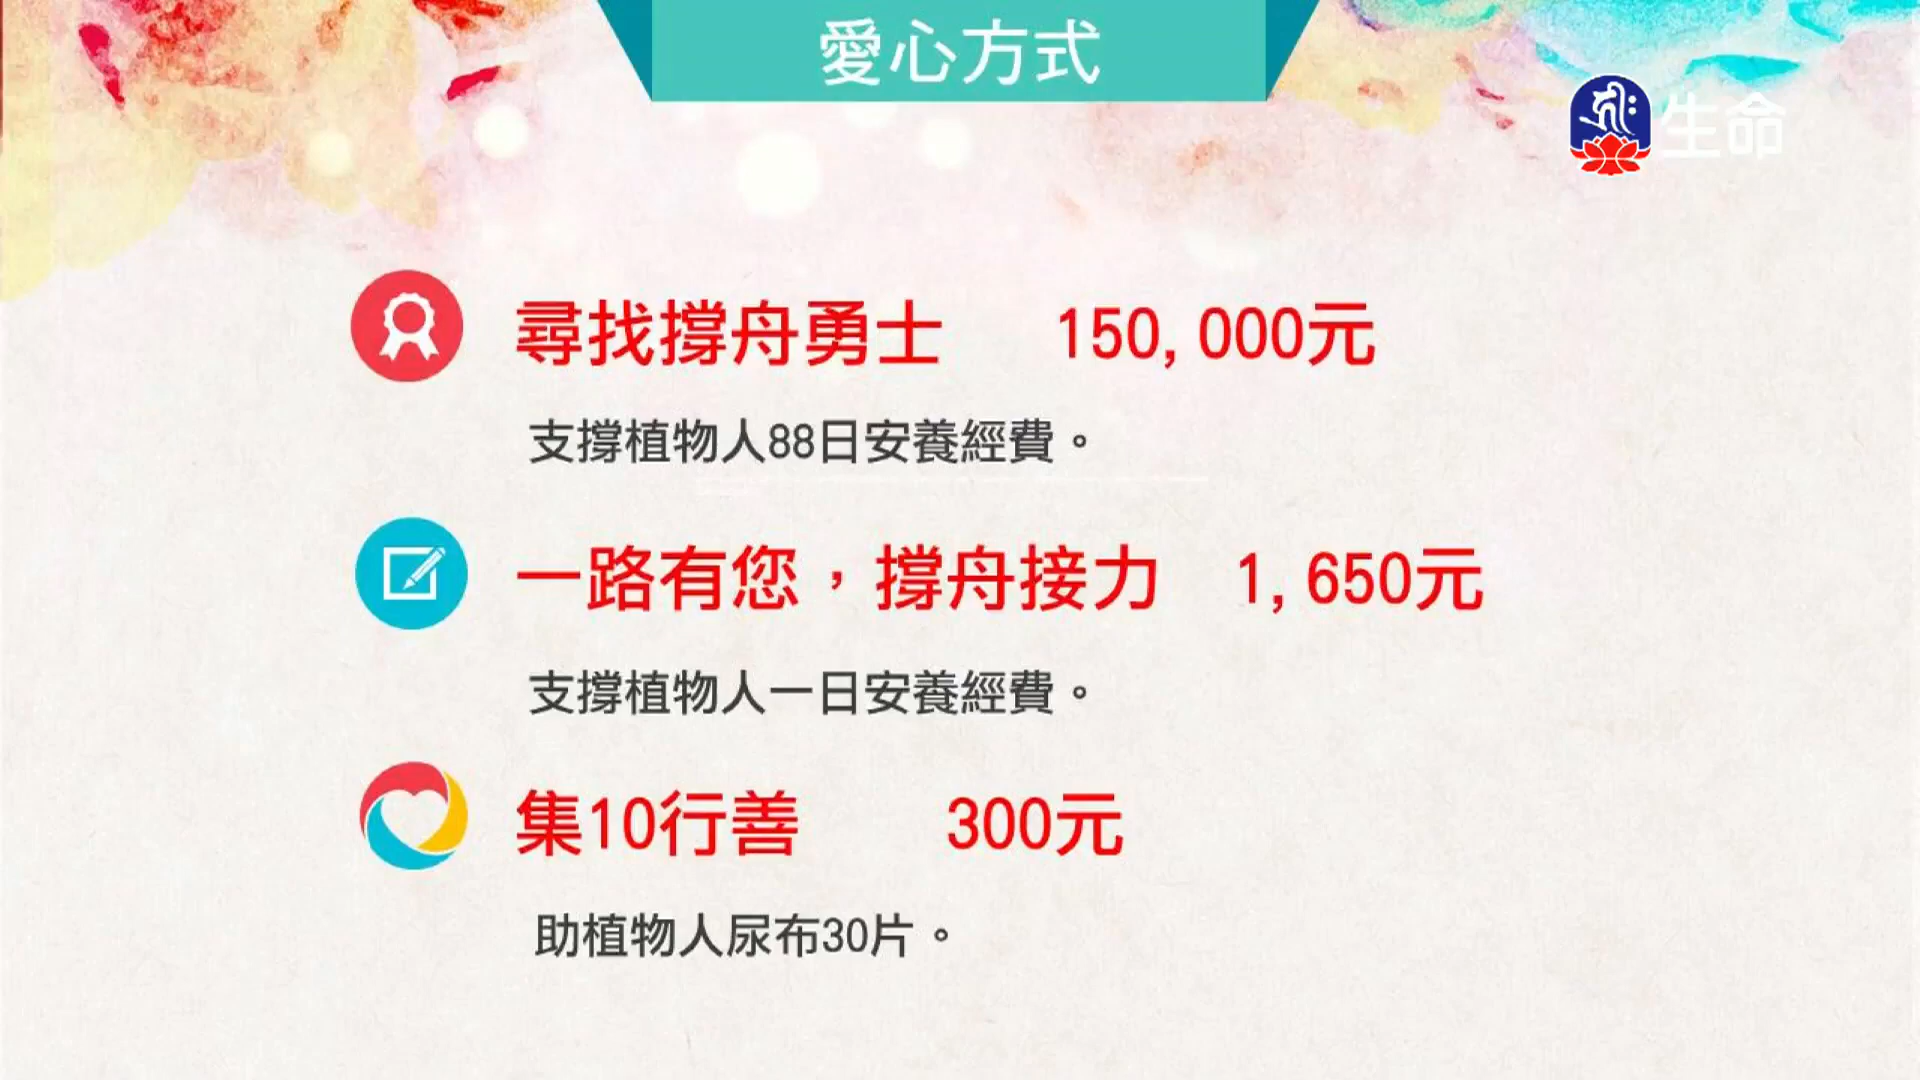 愛心方式
生命
尋找撐舟勇士 150,000元
支撐植物人88日安養經費。
一路有您，撐舟接力 1,650元
支撐植物人一日安養經費。
集10行善 300元
助植物人尿布30片。